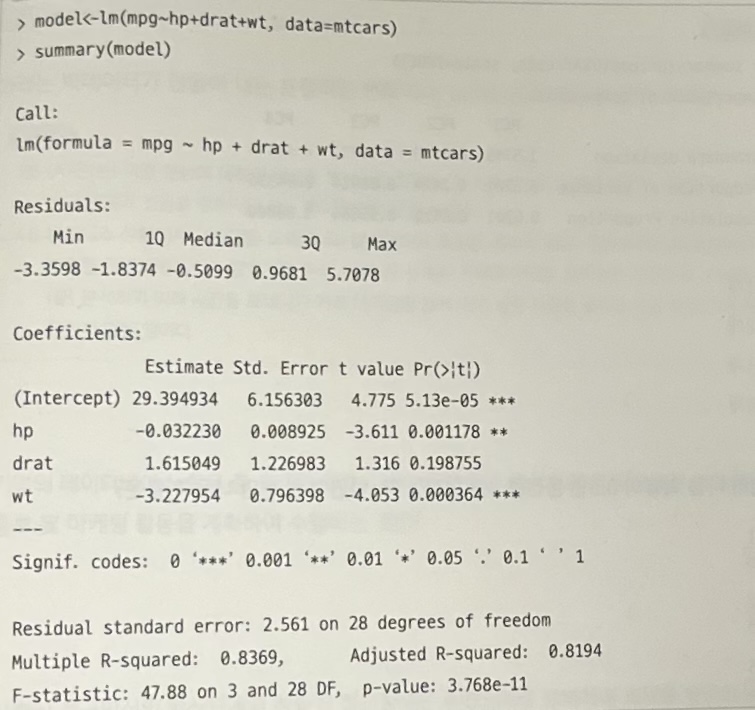 > model<-lm(mpg~hp+drat+wt, data=mtcars)
> summary(model)
Call:
lm(formula = mpg ~ hp + drat + wt, data = mtcars)
Residuals:
Min 1Q Median 3Q Max
-3.3598 -1.8374 -0.5099 0.9681 5.7078
Coefficients:
Estimate Std. Error t value Pr(>¦t¦)
(Intercept) 29.394934 6.156303 4.775 5.13e-05 ***
hp -0.032230 0.008925 -3.611 0.001178 **
drat 1.615049 1.226983 1.316 0.198755
wt -3.227954 0.796398 -4.053 0.000364 ***
---
Signif. codes: 0 ‘***’ 0.001 ‘**’ 0.01 ‘*’ 0.05 ‘.’ 0.1 ‘ ’ 1
Residual standard error: 2.561 on 28 degrees of freedom
Multiple R-squared: 0.8369, Adjusted R-squared: 0.8194
F-statistic: 47.88 on 3 and 28 DF, p-value: 3.768e-11